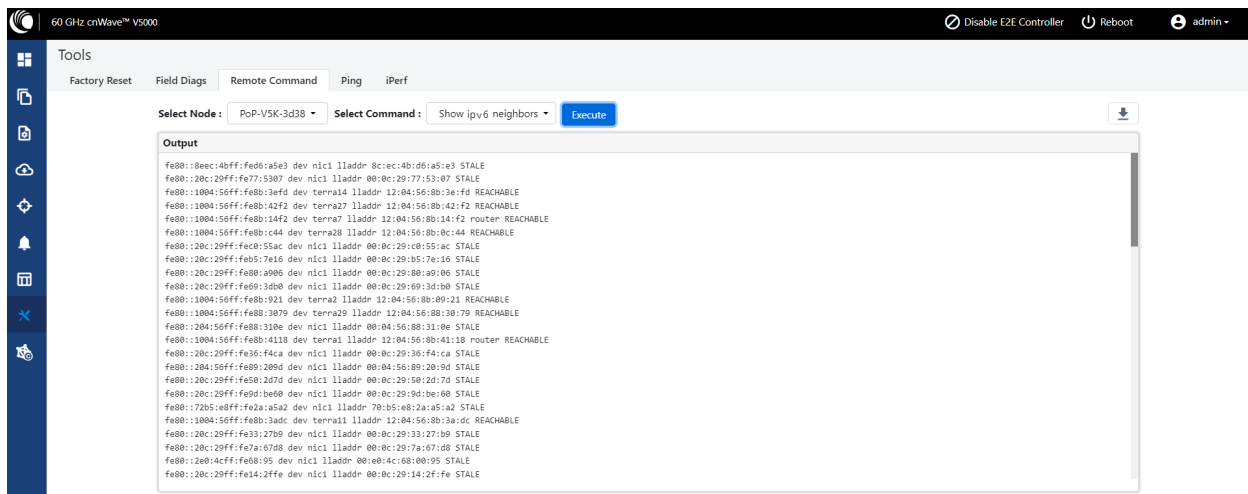 60 GHz cnWave™ V5000
Disable E2E Controller
Reboot
admin
Tools
Factory Reset
Field Diags
Remote Command
Ping
iPerf
Select Node :
PoP-V5K-3d38
Select Command :
Show ipv6 neighbors
Execute
Output
fe80::8eec:4bff:fed6:a5e3 dev nic1 lladdr 8c:ec:4b:d6:a5:e3 STALE
fe80::20c:29ff:fe77:5307 dev nic1 lladdr 00:0c:29:77:53:07 STALE
fe80::1004:56ff:fe8b:3efd dev terra14 lladdr 12:04:56:8b:3e:fd REACHABLE
fe80::1004:56ff:fe8b:42f2 dev terra27 lladdr 12:04:56:8b:42:f2 REACHABLE
fe80::1004:56ff:fe8b:14f2 dev terra7 lladdr 12:04:56:8b:14:f2 router REACHABLE
fe80::1004:56ff:fe8b:c44 dev terra28 lladdr 12:04:56:8b:0c:44 REACHABLE
fe80::20c:29ff:fec0:55ac dev nic1 lladdr 00:0c:29:c0:55:ac STALE
fe80::20c:29ff:feb5:7e16 dev nic1 lladdr 00:0c:29:b5:7e:16 STALE
fe80::20c:29ff:fe80:a906 dev nic1 lladdr 00:0c:29:80:a9:06 STALE
fe80::20c:29ff:fe69:3db0 dev nic1 lladdr 00:0c:29:69:3d:b0 STALE
fe80::1004:56ff:fe8b:921 dev terra2 lladdr 12:04:56:8b:09:21 REACHABLE
fe80::1004:56ff:fe88:3079 dev terra29 lladdr 12:04:56:88:30:79 REACHABLE
fe80::204:56ff:fe88:310e dev nic1 lladdr 00:04:56:88:31:0e STALE
fe80::1004:56ff:fe8b:4118 dev terra1 lladdr 12:04:56:8b:41:18 router REACHABLE
fe80::20c:29ff:fe36:f4ca dev nic1 lladdr 00:0c:29:36:f4:ca STALE
fe80::204:56ff:fe89:209d dev nic1 lladdr 00:04:56:89:20:9d STALE
fe80::20c:29ff:fe50:2d7d dev nic1 lladdr 00:0c:29:50:2d:7d STALE
fe80::20c:29ff:fe9d:be60 dev nic1 lladdr 00:0c:29:9d:be:60 STALE
fe80::72b5:e8ff:fe2a:a5a2 dev nic1 lladdr 70:b5:e8:2a:a5:a2 STALE
fe80::1004:56ff:fe8b:3adc dev terra11 lladdr 12:04:56:8b:3a:dc REACHABLE
fe80::20c:29ff:fe33:27b9 dev nic1 lladdr 00:0c:29:33:27:b9 STALE
fe80::20c:29ff:fe7a:67d8 dev nic1 lladdr 00:0c:29:7a:67:d8 STALE
fe80::2e0:4cff:fe68:95 dev nic1 lladdr 00:e0:4c:68:00:95 STALE
fe80::20c:29ff:fe14:2ffe dev nic1 lladdr 00:0c:29:14:2f:fe STALE